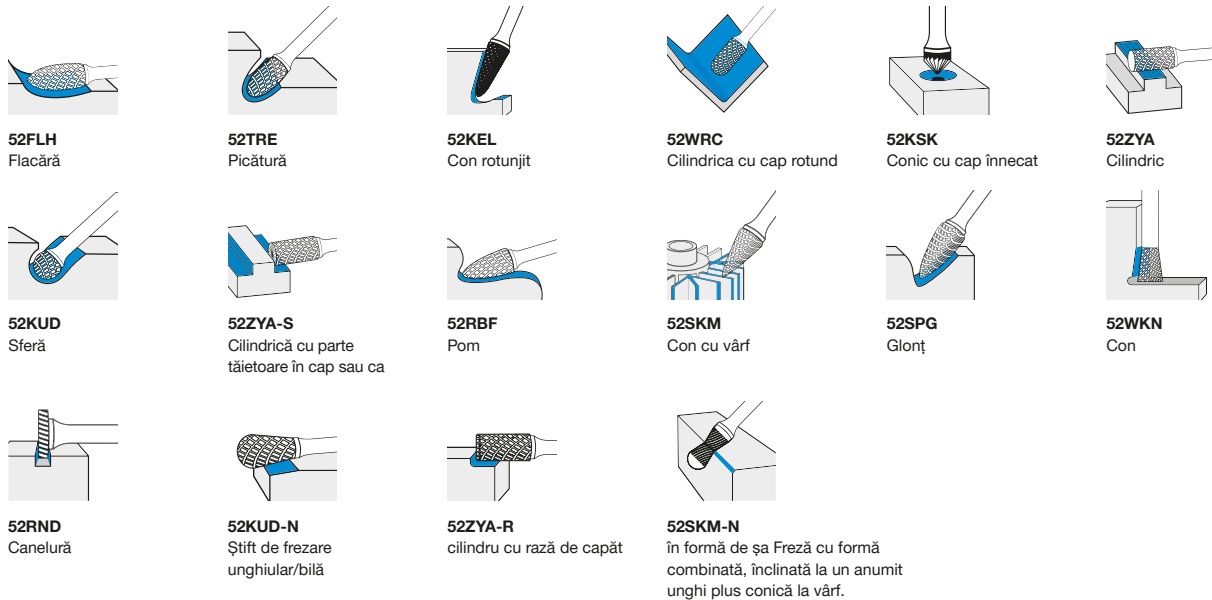 52FLH
Flacără
52TRE
Picătură
52KEL
Con rotunjit
52WRC
Cilindrica cu cap rotund
52KSK
Conic cu cap înnecat
52ZYA
Cilindric
52KUD
Sferă
52ZYA-S
Cilindrică cu parte
tăietoare în cap sau ca
52RBF
Pom
52SKM
Con cu vârf
52SPG
Glonț
52WKN
Con
52RND
Canelură
52KUD-N
Știft de frezare
unghiular/bilă
52ZYA-R
cilindru cu rază de capăt
52SKM-N
în formă de șa Freză cu formă
combinată, înclinată la un anumit
unghi plus conică la vârf.